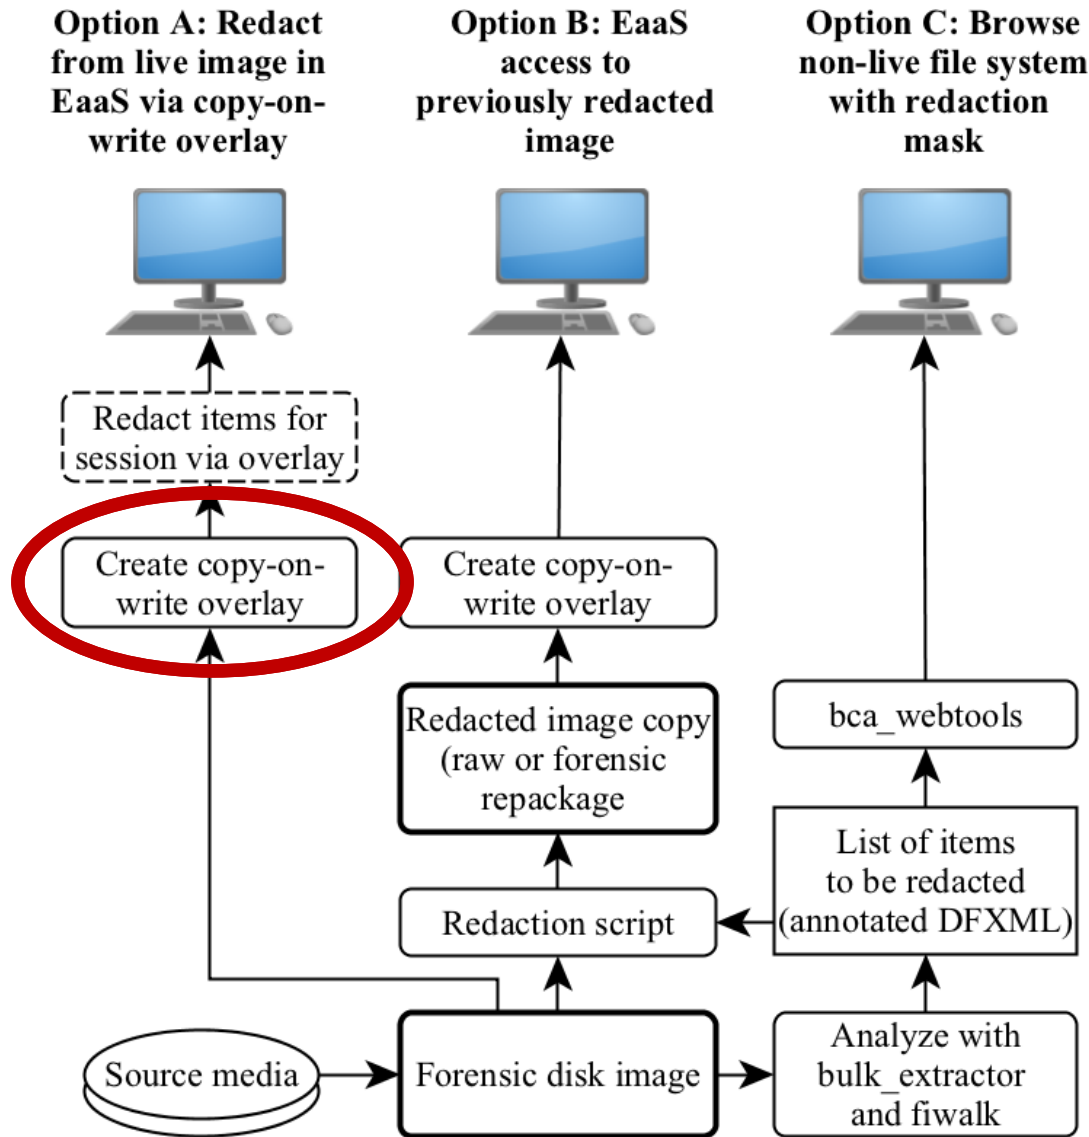 Option A: Redact
from live image in
EaaS via copy-on-
write overlay
Option B: EaaS
access to
previously redacted
image
Option C: Browse
non-live file system
with redaction
mask
Redact items for
session via overlay
Create copy-on-
write overlay
Create copy-on-
write overlay
Redacted image copy
(raw or forensic
repackage
bca_webtools
List of items
to be redacted
(annotated DFXML)
Redaction script
Source media
Forensic disk image
Analyze with
bulk_extractor
and fiwalk